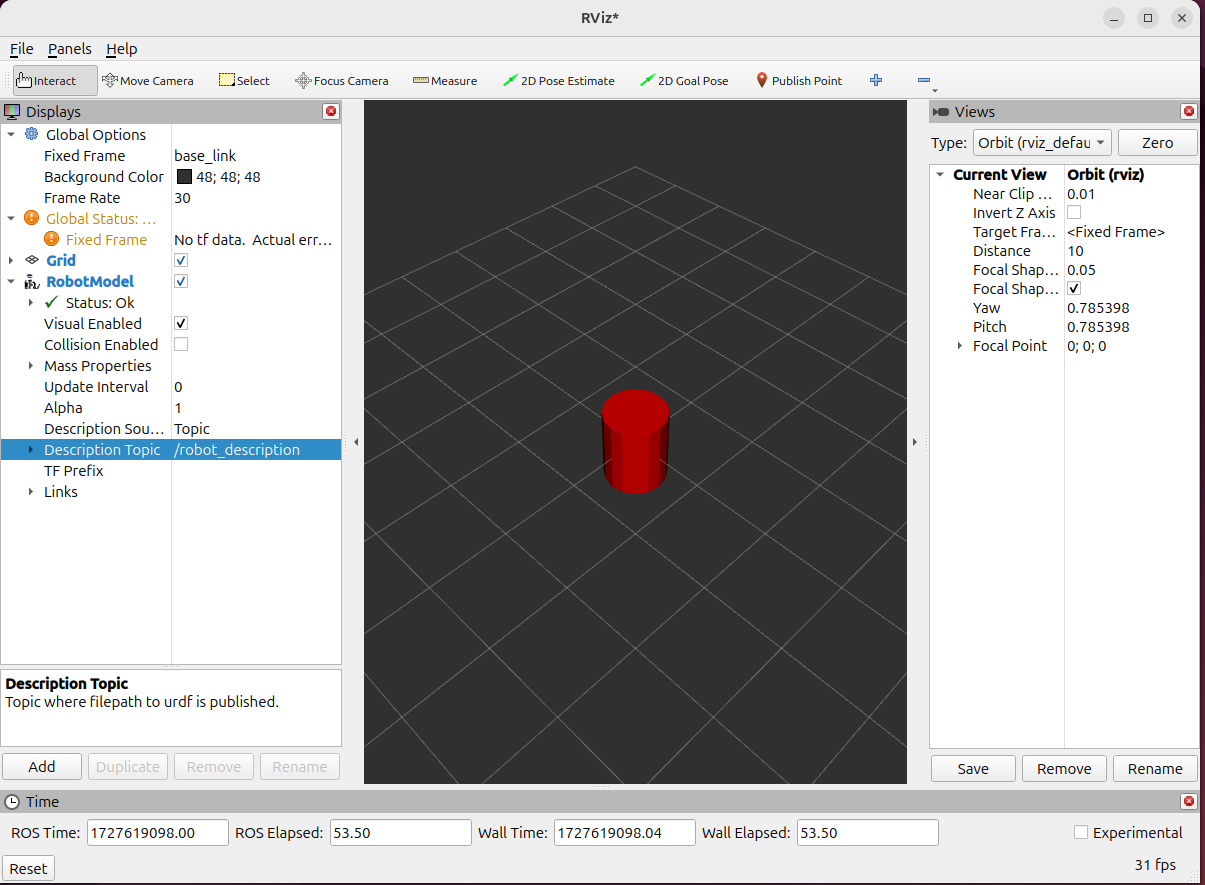 RViz*
File Panels Help
Interact Move Camera Select Focus Camera Measure 2D Pose Estimate 2D Goal Pose Publish Point
Displays
Global Options
Fixed Frame base_link
Background Color 48; 48; 48
Frame Rate 30
Global Status: ...
Fixed Frame No tf data. Actual err...
Grid
RobotModel
Status: Ok
Visual Enabled
Collision Enabled
Mass Properties
Update Interval 0
Alpha 1
Description Sou... Topic
Description Topic /robot_description
TF Prefix
Links
Description Topic
Topic where filepath to urdf is published.
Add Duplicate Remove Rename
Views
Type: Orbit (rviz_defau Zero
Current View Orbit (rviz)
Near Clip ... 0.01
Invert Z Axis
Target Fra... <Fixed Frame>
Distance 10
Focal Shap... 0.05
Focal Shap...
Yaw 0.785398
Pitch 0.785398
Focal Point 0; 0; 0
Save Remove Rename
Time
ROS Time: 1727619098.00 ROS Elapsed: 53.50 Wall Time: 1727619098.04 Wall Elapsed: 53.50 Experimental
Reset 31 fps